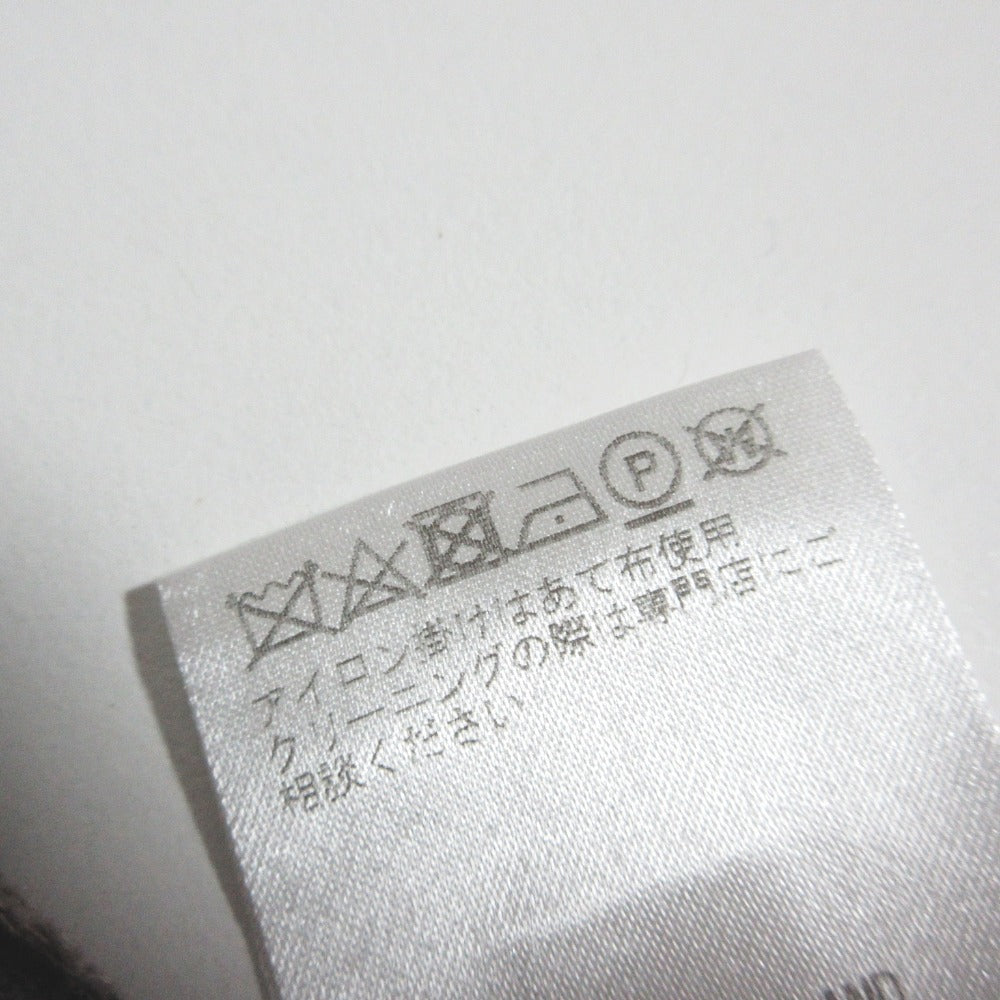 P W
アイロン掛けはあて布使用
クリーニングの際は専門店にご
相談ください